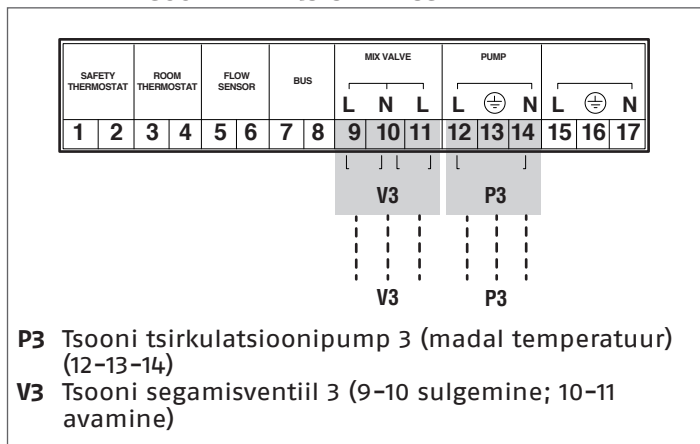 MIX VALVE PUMP
SAFETY THERMOSTAT ROOM THERMOSTAT FLOW SENSOR BUS
L N L L N L N
1 2 3 4 5 6 7 8 9 10 11 12 13 14 15 16 17
V3 P3
V3 P3
P3 Tsooni tsirkulatsioonipump 3 (madal temperatuur)
(12-13-14)
V3 Tsooni segamisventiil 3 (9-10 sulgemine; 10-11
avamine)